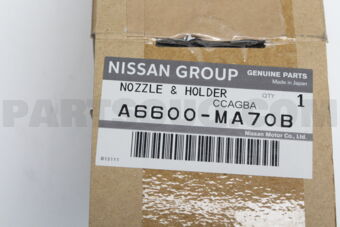 NISSAN GROUP GENUINE PARTS
Made in Japan
NOZZLE & HOLDER QTY
CCAGBA 1
A6600-MA70B
Nissan Motor Co., Ltd.